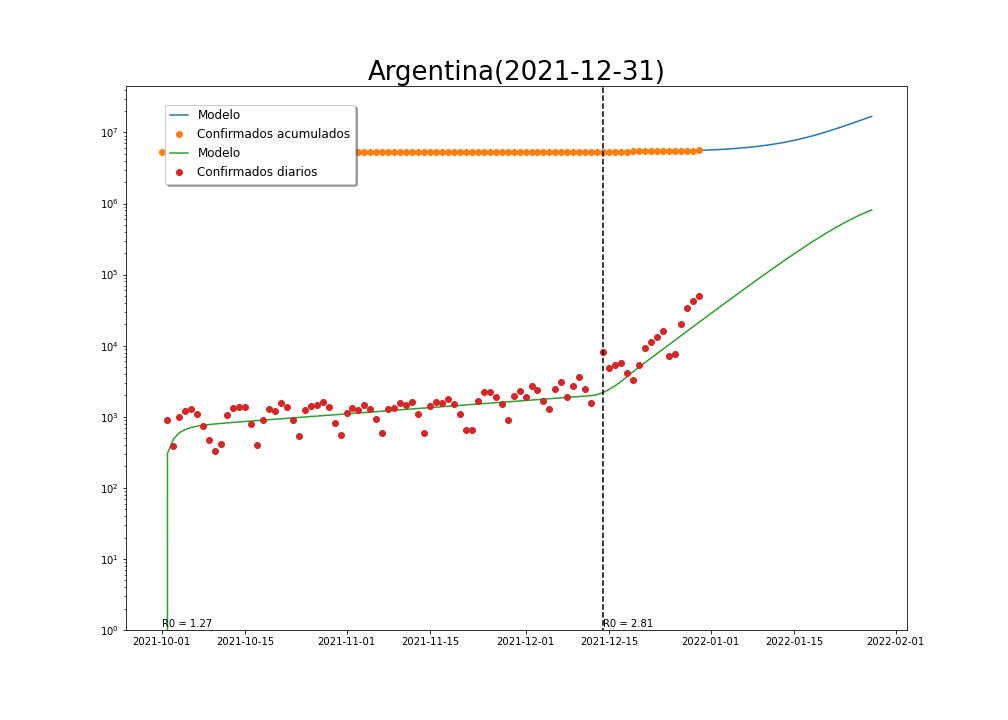 Argentina(2021-12-31)
Modelo
Confirmados acumulados
Modelo
Confirmados diarios
10^7
10^6
10^5
10^4
10^3
10^2
10^1
10^0
R0 = 1.27
R0 = 2.81
2021-10-01 2021-10-15 2021-11-01 2021-11-15 2021-12-01 2021-12-15 2022-01-01 2022-01-15 2022-02-01